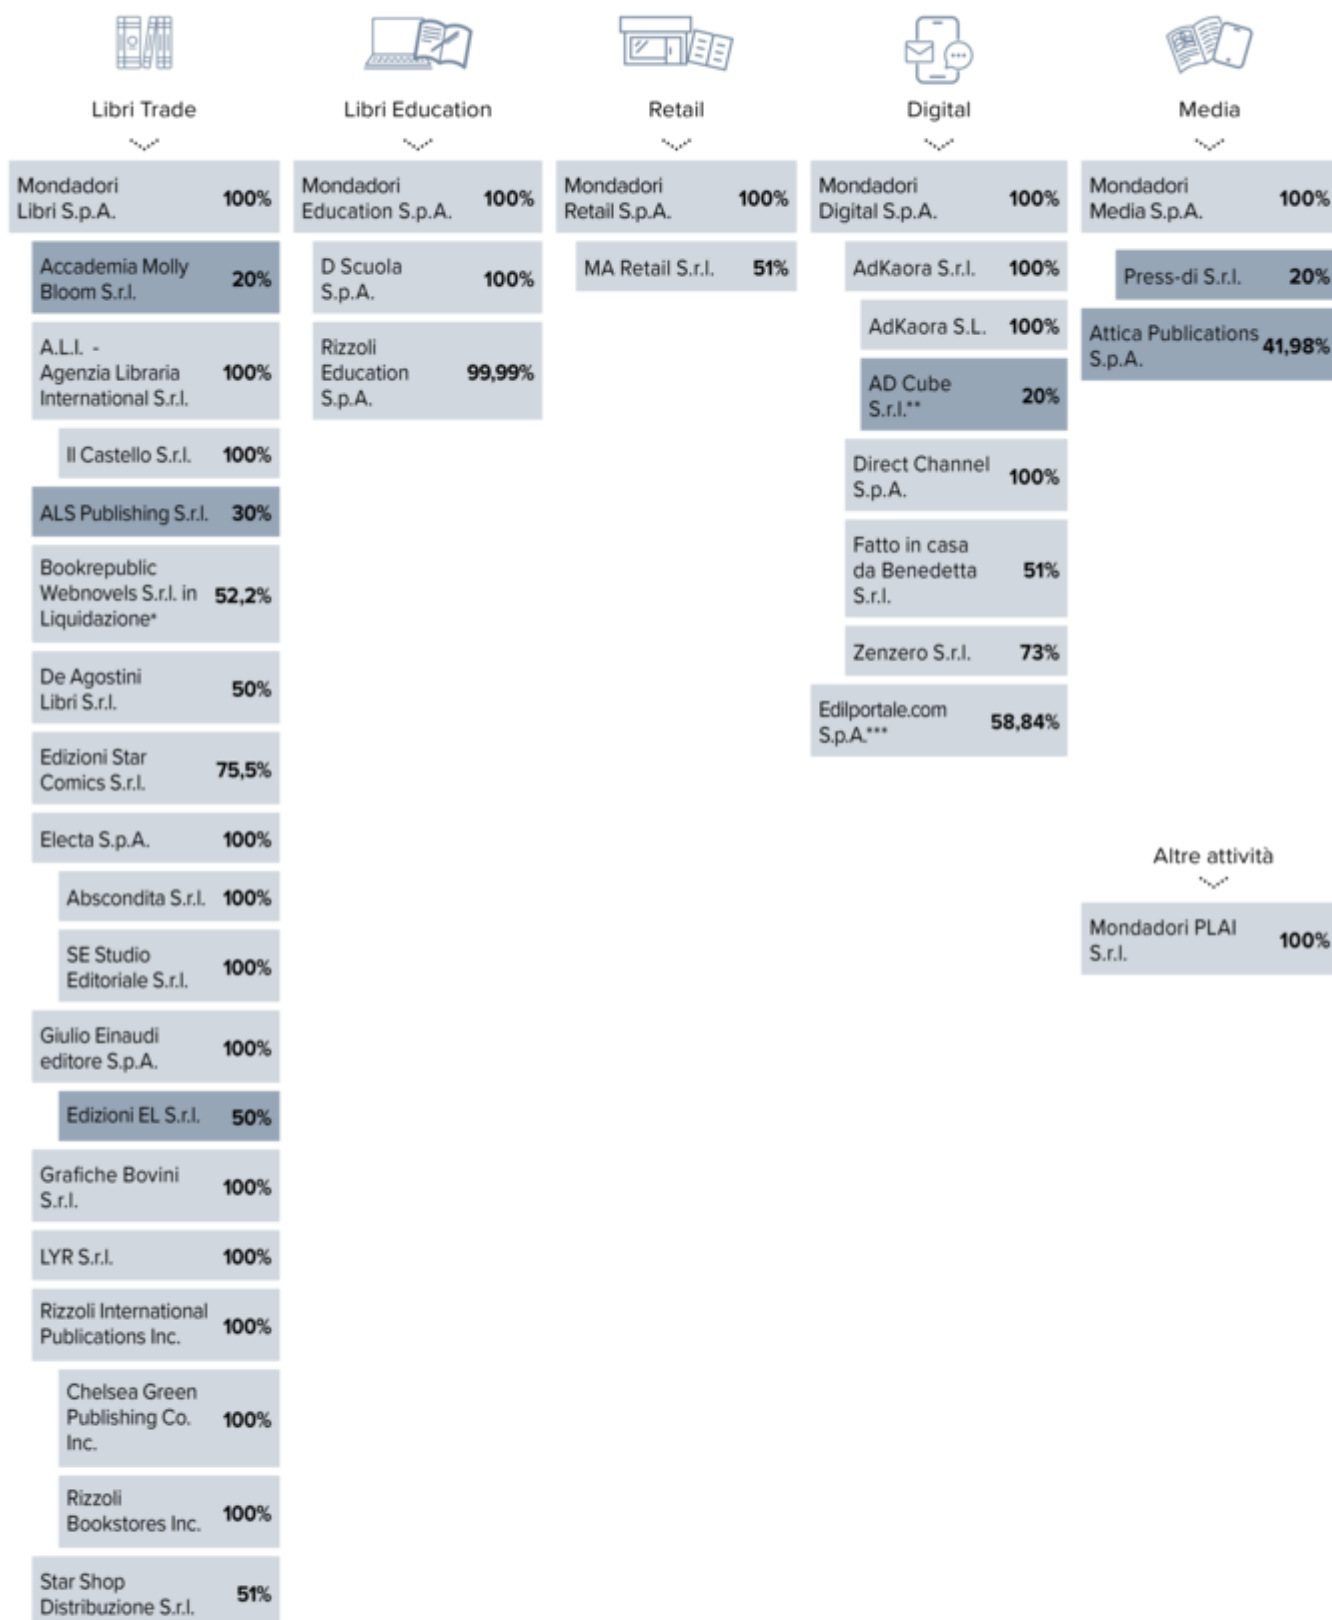 Libri Trade
Mondadori
Libri S.p.A.
100%
Accademia Molly
Bloom S.r.l.
20%
A.L.I. -
Agenzia Libraria
International S.r.l.
100%
Il Castello S.r.l. 100%
ALS Publishing S.r.l. 30%
Bookrepublic
Webnovels S.r.l. in
Liquidazione*
52,2%
De Agostini
Libri S.r.l.
50%
Edizioni Star
Comics S.r.l.
75,5%
Electa S.p.A. 100%
Abscondita S.r.l. 100%
SE Studio
Editoriale S.r.l.
100%
Giulio Einaudi
editore S.p.A.
100%
Edizioni EL S.r.l. 50%
Grafiche Bovini
S.r.l.
100%
LYR S.r.l. 100%
Rizzoli International
Publications Inc.
100%
Chelsea Green
Publishing Co.
Inc.
100%
Rizzoli
Bookstores Inc.
100%
Star Shop
Distribuzione S.r.l.
51%
Libri Education
Mondadori
Education S.p.A.
100%
D Scuola
S.p.A.
100%
Rizzoli
Education
S.p.A.
99,99%
Retail
Mondadori
Retail S.p.A.
100%
MA Retail S.r.l. 51%
Digital
Mondadori
Digital S.p.A.
100%
AdKaora S.r.l. 100%
AdKaora S.L. 100%
AD Cube
S.r.l.**
20%
Direct Channel
S.p.A.
100%
Fatto in casa
da Benedetta
S.r.l.
51%
Zenzero S.r.l. 73%
Edilportale.com
S.p.A.***
58,84%
Media
Mondadori
Media S.p.A.
100%
Press-di S.r.l. 20%
Attica Publications
S.p.A.
41,98%
Altre attività
Mondadori PLAI
S.r.l.
100%